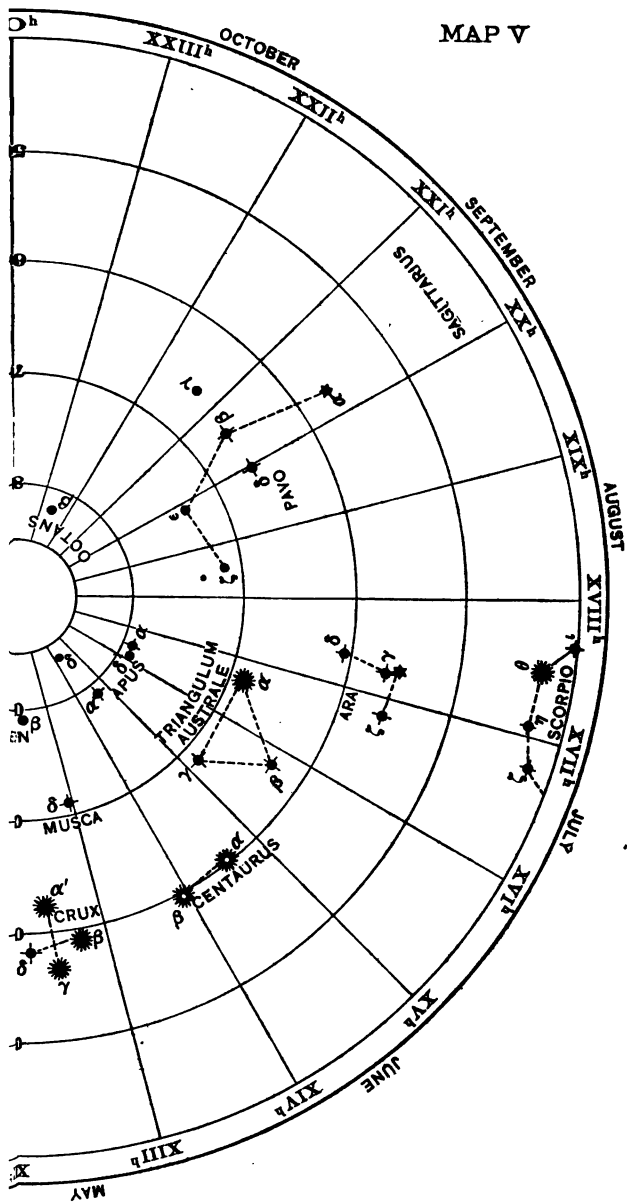 MAP V
XXIIIʰ
OCTOBER
XXIIʰ
XXIʰ
SEPTEMBER
SAGITTARIUS
XXʰ
XIXʰ
AUGUST
XVIIIʰ
γ
β
α
δ
PAVO
ε
ζ
β
OCTANS
δ
α
δ
APUS
α
β
TRIANGULUM
AUSTRALE
α
γ
β
δ
γ
ARA
ζ
ι
θ
η
SCORPIO
ζ
XVIIʰ
JULY
XVIʰ
δ
MUSCA
α
CENTAURUS
β
α'
CRUX
β
δ
γ
XVʰ
JUNE
XIVʰ
XIIIʰ
MAY